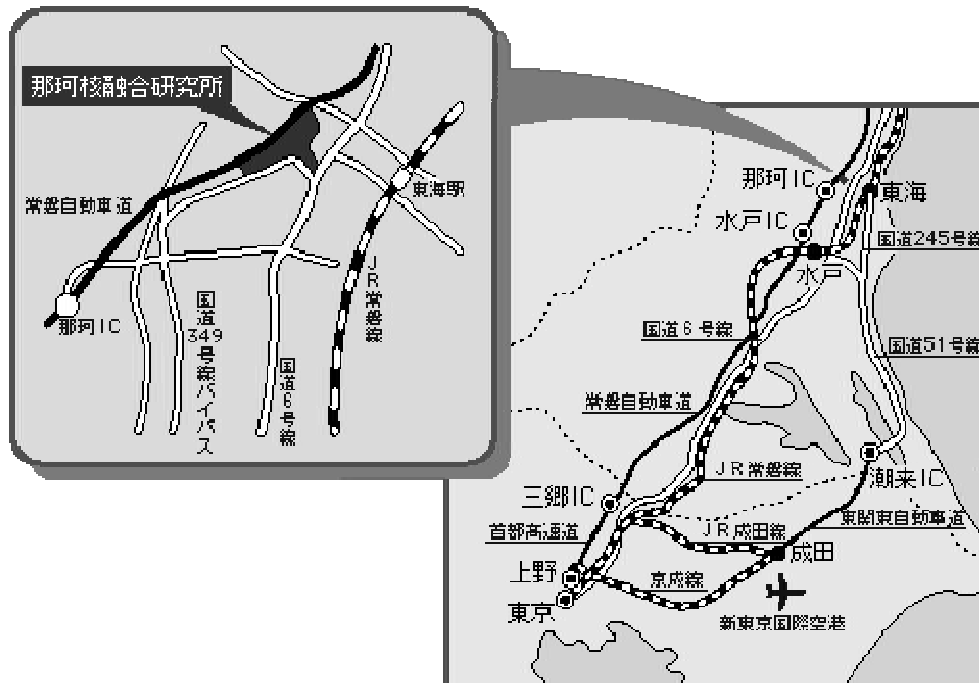 那珂核融合研究所
常磐自動車道
東海駅
JR常磐線
那珂IC
国道349号線バイパス
国道6号線
那珂IC
東海
水戸IC
国道245号線
水戸
国道6号線
国道51号線
常磐自動車道
JR常磐線
潮来IC
三郷IC
東関東自動車道
首都高速道
JR成田線
成田
上野
京成線
東京
新東京国際空港